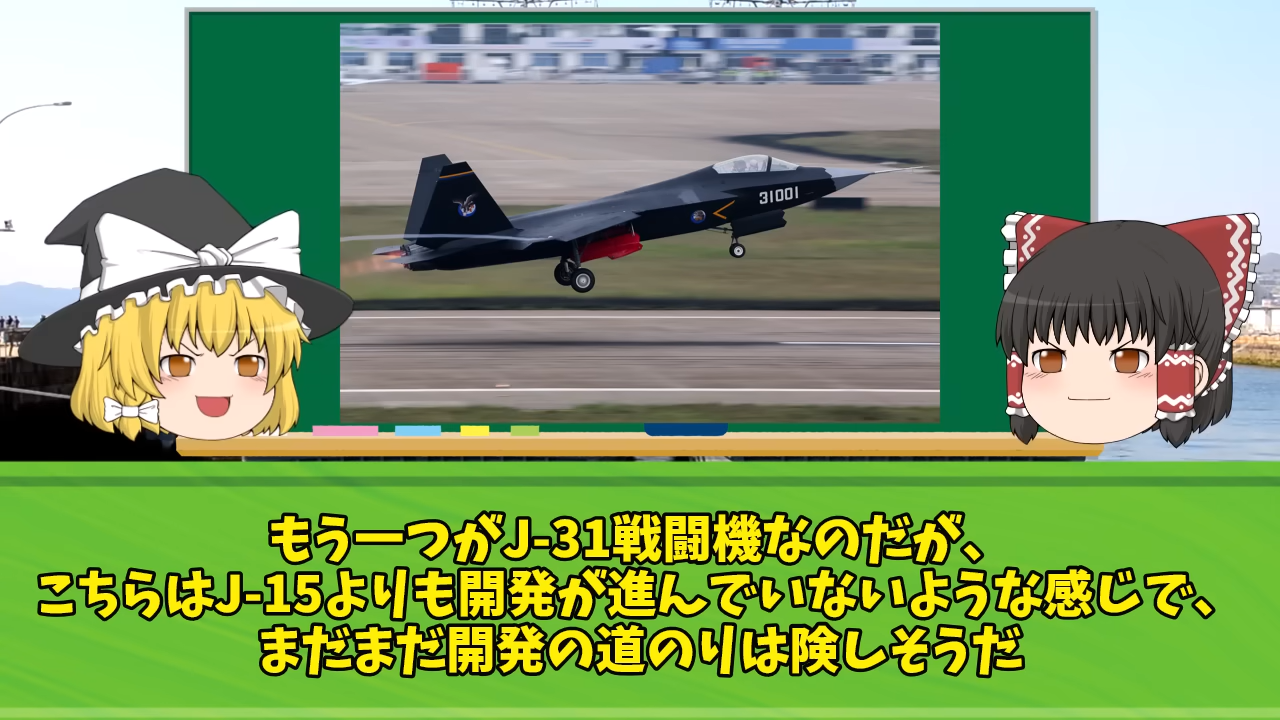 31001
もう一つがJ-31戦闘機なのだが、
こちらはJ-15よりも開発が進んでいないような感じで、
まだまだ開発の道のりは険しそうだ